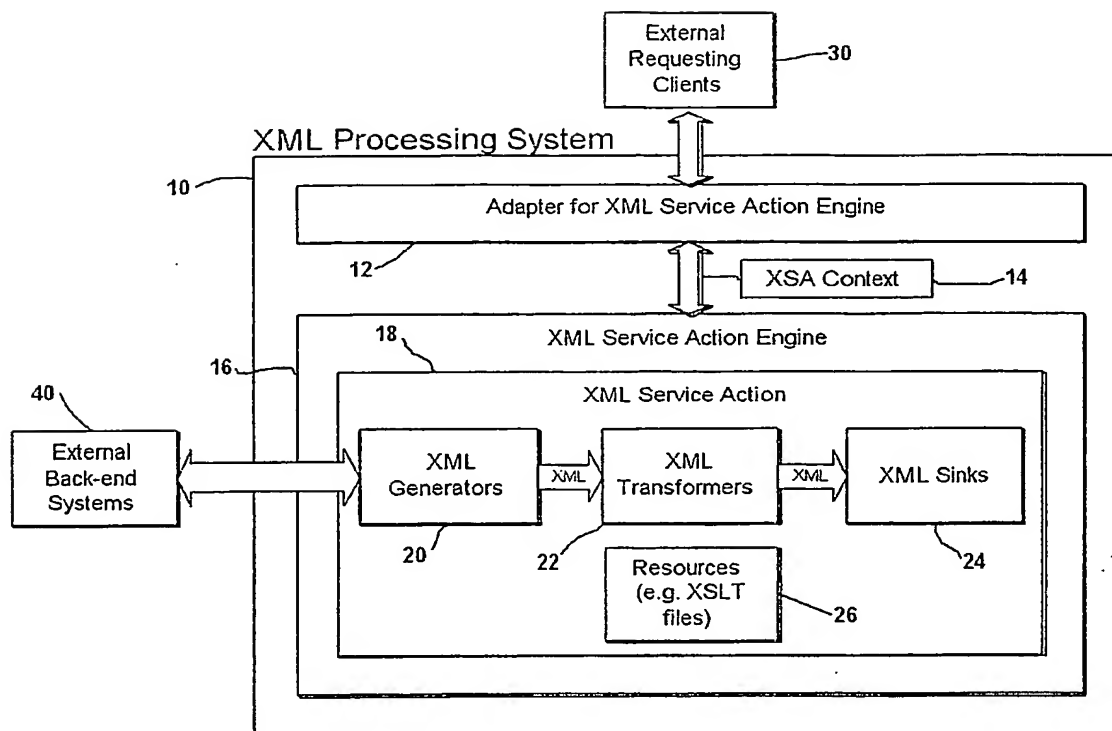 External
Requesting
Clients
30
XML Processing System
10
Adapter for XML Service Action Engine
12
XSA Context
14
XML Service Action Engine
16
18
XML Service Action
40
External
Back-end
Systems
XML
Generators
XML
XML
Transformers
XML
XML Sinks
20
22
24
Resources
(e.g. XSLT
files)
26